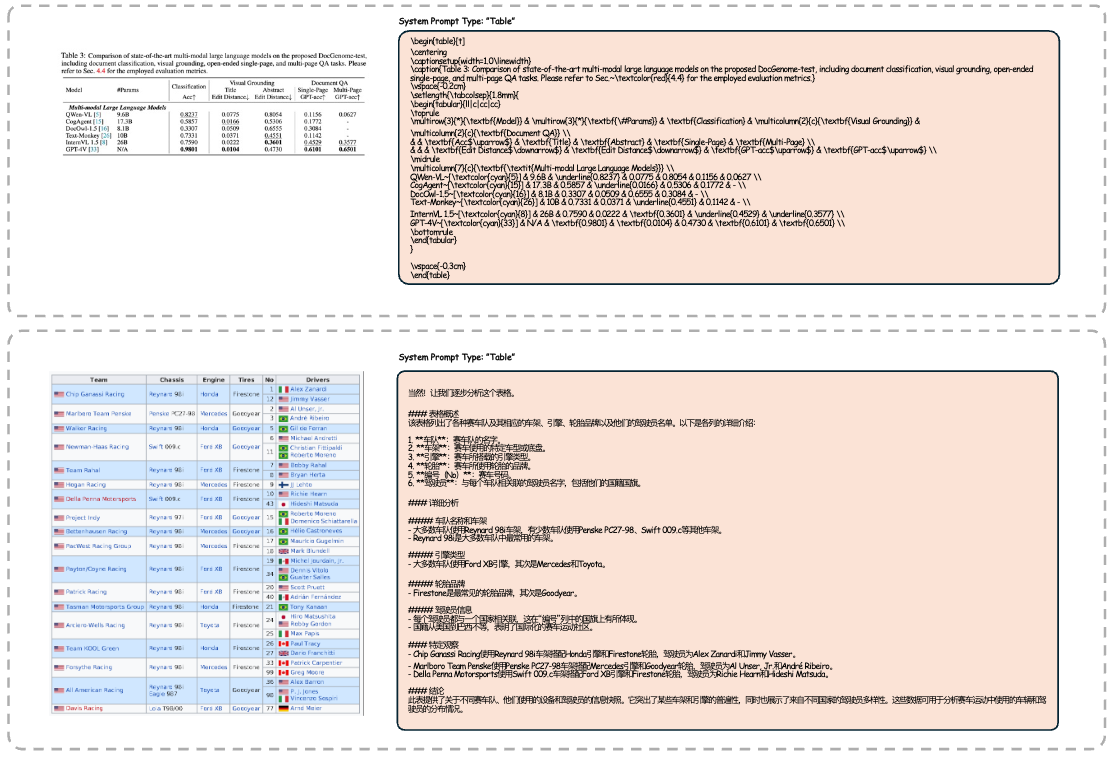 System Prompt Type: "Table"
Table 3: Comparison of state-of-the-art multi-modal large language models on the proposed DocGenome-test,
including document classification, visual grounding, open-ended single-page, and multi-page QA tasks. Please
refer to Sec. 4.4 for the employed evaluation metrics.
Model #Params Classification Visual Grounding Document QA
Title Abstract Single-Page Multi-Page
Acc↑ Edit Distance↓ Edit Distance↓ GPT-acc↑ GPT-acc↑
Multi-modal Large Language Models
QWen-VL [5] 9.6B 0.8237 0.0775 0.8054 0.1156 0.0627
CogAgent [15] 17.3B 0.5857 0.0166 0.5306 0.1772 -
DocOwl-1.5 [16] 8.1B 0.3307 0.0509 0.6555 0.3084 -
Text-Monkey [26] 10B 0.7331 0.0371 0.4551 0.1142 -
InternVL 1.5 [8] 26B 0.7590 0.0222 0.3601 0.4529 0.3577
GPT-4V [33] N/A 0.9801 0.0104 0.4730 0.6101 0.6501
\begin{table}[t]
\centering
\captionsetup{width=1.0\linewidth}
\caption{Table 3: Comparison of state-of-the-art multi-modal large language models on the proposed DocGenome-test, including document classification, visual grounding, open-ended
single-page, and multi-page QA tasks. Please refer to Sec.~\textcolor{red}{4.4} for the employed evaluation metrics.}
\vspace{-0.2cm}
\setlength{\tabcolsep}{1.8mm}{
\begin{tabular}{ll|c|cc|cc}
\toprule
\multirow{3}{*}{\textbf{Model}} & \multirow{3}{*}{\textbf{\#Params}} & \textbf{Classification} & \multicolumn{2}{c|}{\textbf{Visual Grounding}} &
\multicolumn{2}{c}{\textbf{Document QA}} \\
& & \textbf{Acc$\uparrow$} & \textbf{Title} & \textbf{Abstract} & \textbf{Single-Page} & \textbf{Multi-Page} \\
& & & \textbf{Edit Distance$\downarrow$} & \textbf{Edit Distance$\downarrow$} & \textbf{GPT-acc$\uparrow$} & \textbf{GPT-acc$\uparrow$} \\
\midrule
\multicolumn{7}{c}{\textbf{\textit{Multi-modal Large Language Models}}} \\
QWen-VL~{\textcolor{cyan}{[5]}} & 9.6B & \underline{0.8237} & 0.0775 & 0.8054 & 0.1156 & 0.0627 \\
CogAgent~{\textcolor{cyan}{[15]}} & 17.3B & 0.5857 & \underline{0.0166} & 0.5306 & 0.1772 & - \\
DocOwl-1.5~{\textcolor{cyan}{[16]}} & 8.1B & 0.3307 & 0.0509 & 0.6555 & 0.3084 & - \\
Text-Monkey~{\textcolor{cyan}{[26]}} & 10B & 0.7331 & 0.0371 & \underline{0.4551} & 0.1142 & - \\
InternVL 1.5~{\textcolor{cyan}{[8]}} & 26B & 0.7590 & 0.0222 & \textbf{0.3601} & \underline{0.4529} & \underline{0.3577} \\
GPT-4V~{\textcolor{cyan}{[33]}} & N/A & \textbf{0.9801} & \textbf{0.0104} & 0.4730 & \textbf{0.6101} & \textbf{0.6501} \\
\bottomrule
\end{tabular}
}
\vspace{-0.3cm}
\end{table}
System Prompt Type: "Table"
Team Chassis Engine Tires No Drivers
Chip Ganassi Racing Reynard 98i Honda Firestone 1 Alex Zanardi
12 Jimmy Vasser
Marlboro Team Penske Penske PC27-98 Mercedes Goodyear 2 Al Unser, Jr.
3 André Ribeiro
Walker Racing Reynard 98i Honda Goodyear 5 Gil de Ferran
Newman-Haas Racing Swift 009.c Ford XB Goodyear 6 Michael Andretti
11 Christian Fittipaldi
Roberto Moreno
Team Rahal Reynard 98i Ford XB Firestone 7 Bobby Rahal
8 Bryan Herta
Hogan Racing Reynard 98i Mercedes Firestone 9 JJ Lehto
Della Penna Motorsports Swift 009.c Ford XB Firestone 10 Richie Hearn
43 Hideshi Matsuda
Project Indy Reynard 97i Ford XB Goodyear 15 Roberto Moreno
Domenico Schiattarella
Bettenhausen Racing Reynard 98i Mercedes Goodyear 16 Hélio Castroneves
PacWest Racing Group Reynard 98i Mercedes Firestone 17 Maurício Gugelmin
18 Mark Blundell
Payton/Coyne Racing Reynard 98i Ford XB Firestone 19 Michel Jourdain, Jr.
34 Dennis Vitolo
Gualter Salles
Patrick Racing Reynard 98i Ford XB Firestone 20 Scott Pruett
40 Adrián Fernández
Tasman Motorsports Group Reynard 98i Honda Firestone 21 Tony Kanaan
Arciero-Wells Racing Reynard 98i Toyota Firestone 24 Hiro Matsushita
Robby Gordon
25 Max Papis
Team KOOL Green Reynard 98i Honda Firestone 26 Paul Tracy
27 Dario Franchitti
Forsythe Racing Reynard 98i Mercedes Firestone 33 Patrick Carpentier
99 Greg Moore
All American Racing Reynard 98i Toyota Goodyear 36 Alex Barron
Eagle 987 98 P. J. Jones
Vincenzo Sospiri
Davis Racing Lola T98/00 Ford XB Goodyear 77 Arnd Meier
当然！让我们逐步分析这个表格。
#### 表格概述
该表格列出了各种赛车队及其相应的车架、引擎、轮胎品牌以及他们的驾驶员名单。以下是各列的详细介绍:
1. **车队**: 赛车队的名字。
2. **车架**: 赛车使用的特定车型或底盘。
3. **引擎**: 赛车所搭载的引擎类型。
4. **轮胎**: 赛车所使用轮胎的品牌。
5. **编号（No）**: 赛车号码。
6. **驾驶员**: 与每个车队相关联的驾驶员名字，包括他们的国籍国旗。
#### 详细分析
##### 车队名称和车架
- 大多数车队使用Reynard 98i车架，有少数车队使用Penske PC27-98、Swift 009.c等其他车架。
- Reynard 98i是大多数车队中最常用的车架。
##### 引擎类型
- 大多数车队使用Ford XB引擎，其次是Mercedes和Toyota。
##### 轮胎品牌
- Firestone是最常见的轮胎品牌，其次是Goodyear。
##### 驾驶员信息
- 每个驾驶员都与一个国家相关联。这在"编号"列中的国旗上有所体现。
- 国籍从美国到巴西不等，表明了国际化的赛车运动社区。
#### 特定观察
- Chip Ganassi Racing使用Reynard 98i车架搭配Honda引擎和Firestone轮胎，驾驶员为Alex Zanardi和Jimmy Vasser。
- Marlboro Team Penske使用Penske PC27-98车架搭配Mercedes引擎和Goodyear轮胎，驾驶员为Al Unser, Jr.和André Ribeiro。
- Della Penna Motorsports使用Swift 009.c车架搭配Ford XB引擎和Firestone轮胎，驾驶员为Richie Hearn和Hideshi Matsuda。
#### 结论
此表提供了关于不同赛车队、他们使用的设备和驾驶员的信息快照。它突出了某些车架和引擎的普遍性，同时也展示了来自不同国家的驾驶员多样性。这些数据可用于分析赛车运动中使用的车辆和驾
驶员的分布情况。